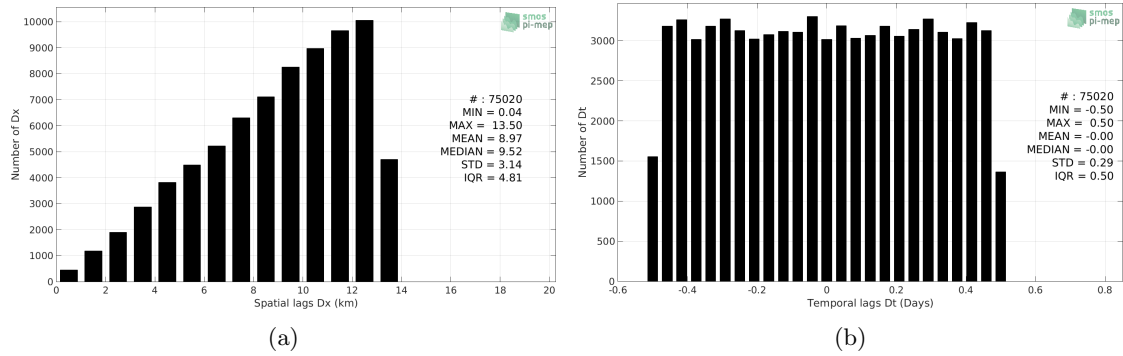 smos
pi-mep
10000
9000
8000
7000
6000
5000
4000
3000
2000
1000
0
Number of Dx
# : 75020
MIN = 0.04
MAX = 13.50
MEAN = 8.97
MEDIAN = 9.52
STD = 3.14
IQR = 4.81
0 2 4 6 8 10 12 14 16 18 20
Spatial lags Dx (km)
(a)
smos
pi-mep
3000
2500
2000
1500
1000
500
0
Number of Dt
# : 75020
MIN = -0.50
MAX = 0.50
MEAN = -0.00
MEDIAN = -0.00
STD = 0.29
IQR = 0.50
-0.6 -0.4 -0.2 0 0.2 0.4 0.6 0.8
Temporal lags Dt (Days)
(b)